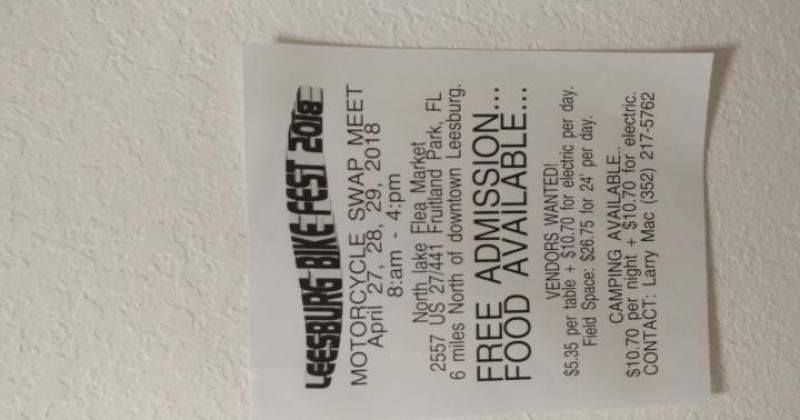 LEESBURG BIKE FEST 2018
MOTORCYCLE SWAP MEET
April 27, 28, 29, 2018
8:am - 4:pm
North lake Flea Market
2557 US 27/441 Fruitland Park, FL
6 miles North of downtown Leesburg.
FREE ADMISSION...
FOOD AVAILABLE...
VENDORS WANTED!
$5.35 per table + $10.70 for electric per day.
Field Space: $26.75 for 24' per day.
CAMPING AVAILABLE..
$10.70 per night + $10.70 for electric.
CONTACT: Larry Mac (352) 217-5762